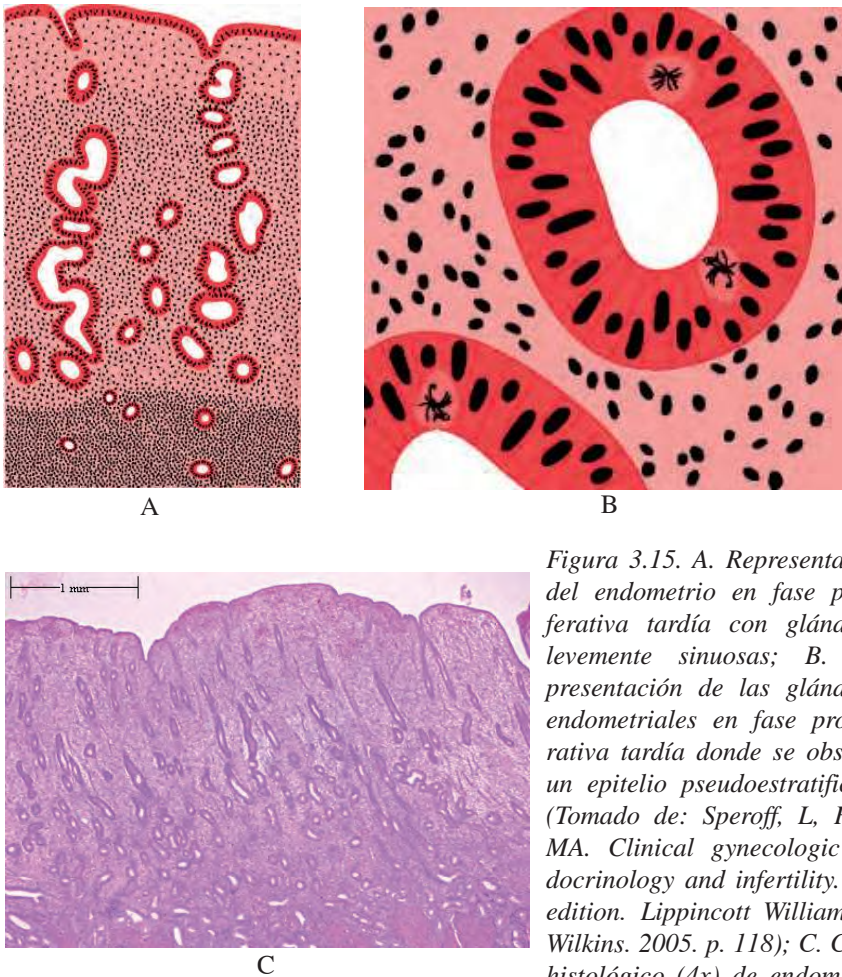 A
B
1 mm
C
Figura 3.15. A. Representa
del endometrio en fase p
ferativa tardía con gláná
levemente sinuosas; B.
presentación de las glánd
endometriales en fase pro
rativa tardía donde se obs
un epitelio pseudoestratifi
(Tomado de: Speroff, L, F
MA. Clinical gynecologic
docrinology and infertility.
edition. Lippincott William
Wilkins. 2005. p. 118); C. C
histológico (4x) de endom